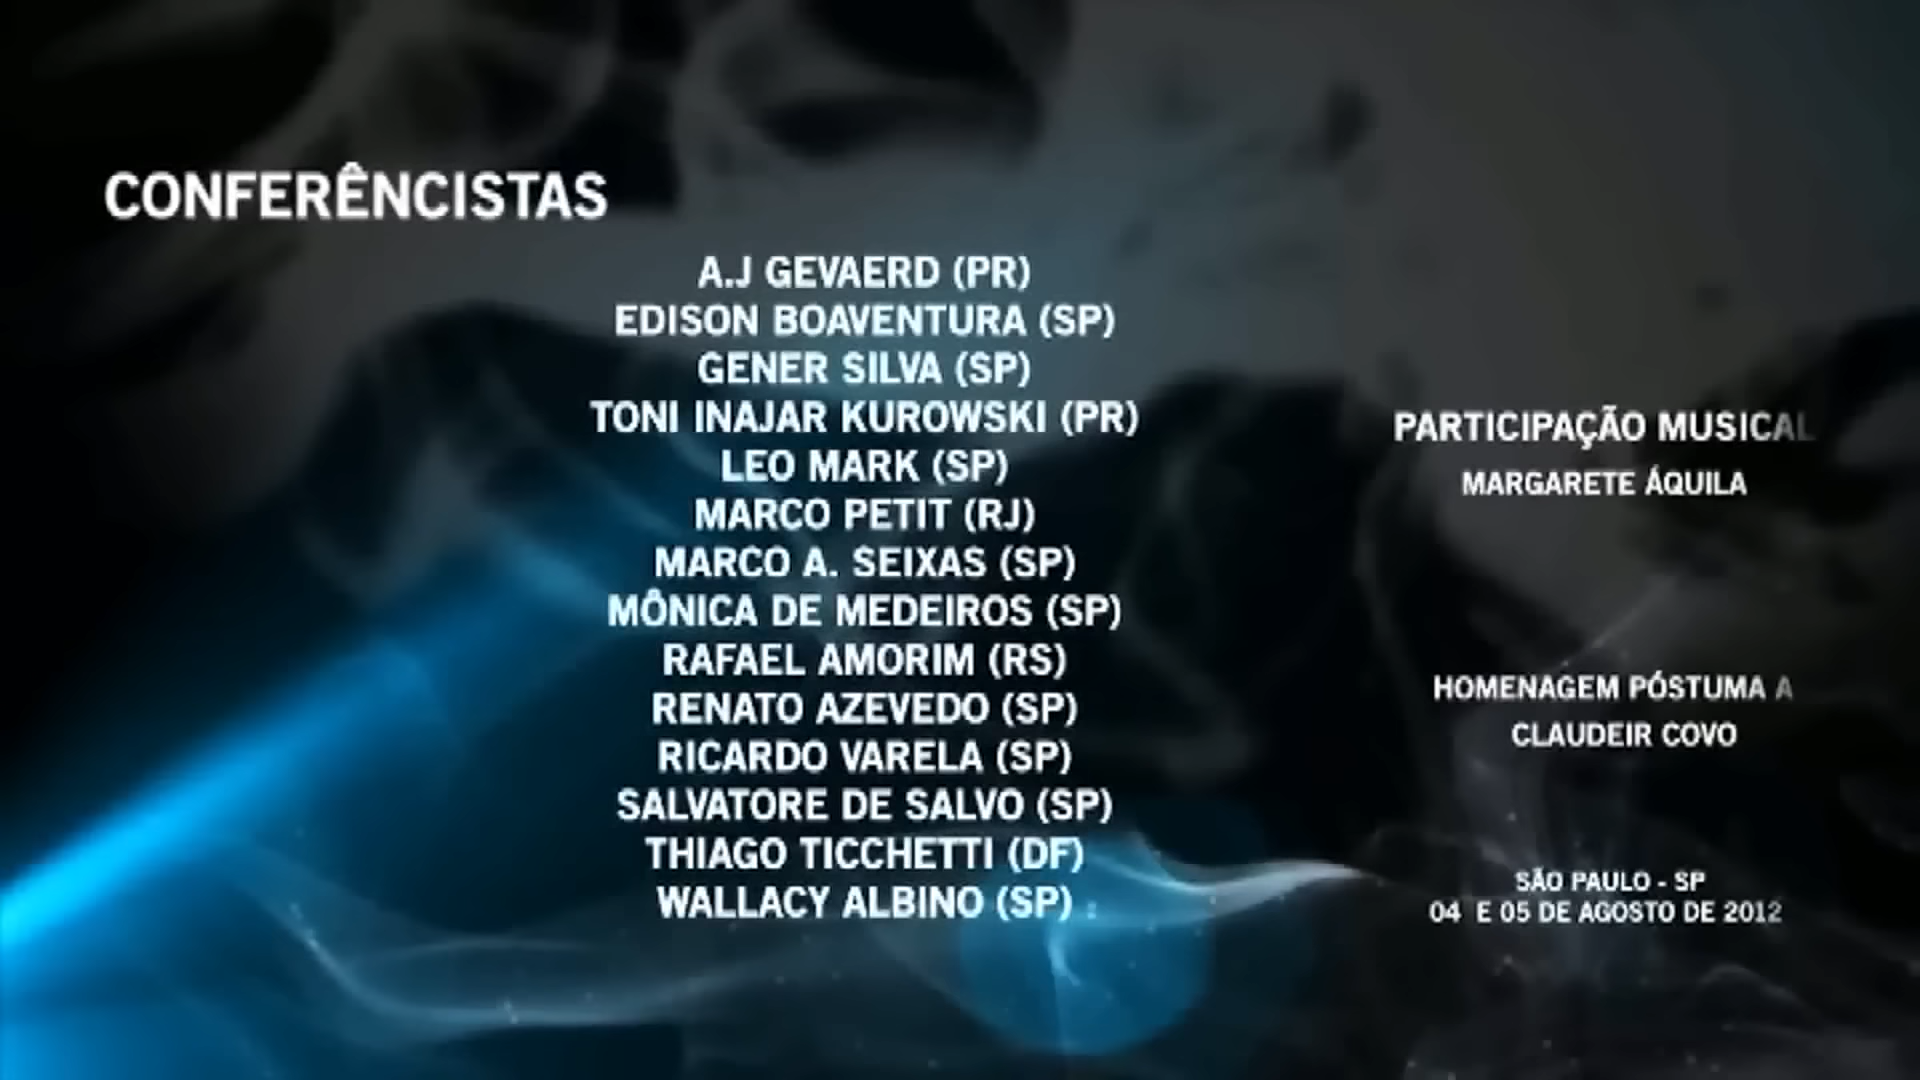 CONFERÊNCISTAS
A.J GEVAERD (PR)
EDISON BOAVENTURA (SP)
GENER SILVA (SP)
TONI INAJAR KUROWSKI (PR)
LEO MARK (SP)
MARCO PETIT (RJ)
MARCO A. SEIXAS (SP)
MÔNICA DE MEDEIROS (SP)
RAFAEL AMORIM (RS)
RENATO AZEVEDO (SP)
RICARDO VARELA (SP)
SALVATORE DE SALVO (SP)
THIAGO TICCHETTI (DF)
WALLACY ALBINO (SP)
PARTICIPAÇÃO MUSICAL
MARGARETE ÁQUILA
HOMENAGEM PÓSTUMA A
CLAUDEIR COVO
SÃO PAULO - SP
04 E 05 DE AGOSTO DE 2012